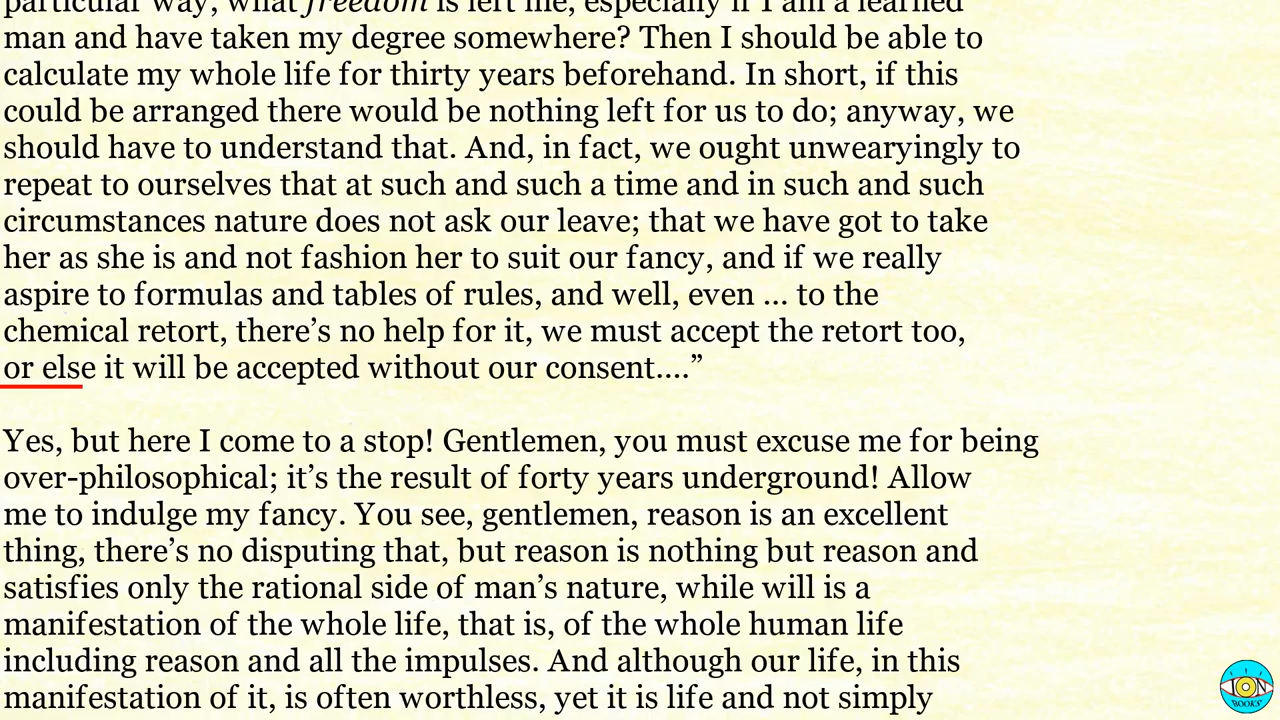 particular way, what freedom is left me, especially if I am a learned
man and have taken my degree somewhere? Then I should be able to
calculate my whole life for thirty years beforehand. In short, if this
could be arranged there would be nothing left for us to do; anyway, we
should have to understand that. And, in fact, we ought unwearyingly to
repeat to ourselves that at such and such a time and in such and such
circumstances nature does not ask our leave; that we have got to take
her as she is and not fashion her to suit our fancy, and if we really
aspire to formulas and tables of rules, and well, even ... to the
chemical retort, there’s no help for it, we must accept the retort too,
or else it will be accepted without our consent....”
Yes, but here I come to a stop! Gentlemen, you must excuse me for being
over-philosophical; it’s the result of forty years underground! Allow
me to indulge my fancy. You see, gentlemen, reason is an excellent
thing, there’s no disputing that, but reason is nothing but reason and
satisfies only the rational side of man’s nature, while will is a
manifestation of the whole life, that is, of the whole human life
including reason and all the impulses. And although our life, in this
manifestation of it, is often worthless, yet it is life and not simply
ION
BOOKS